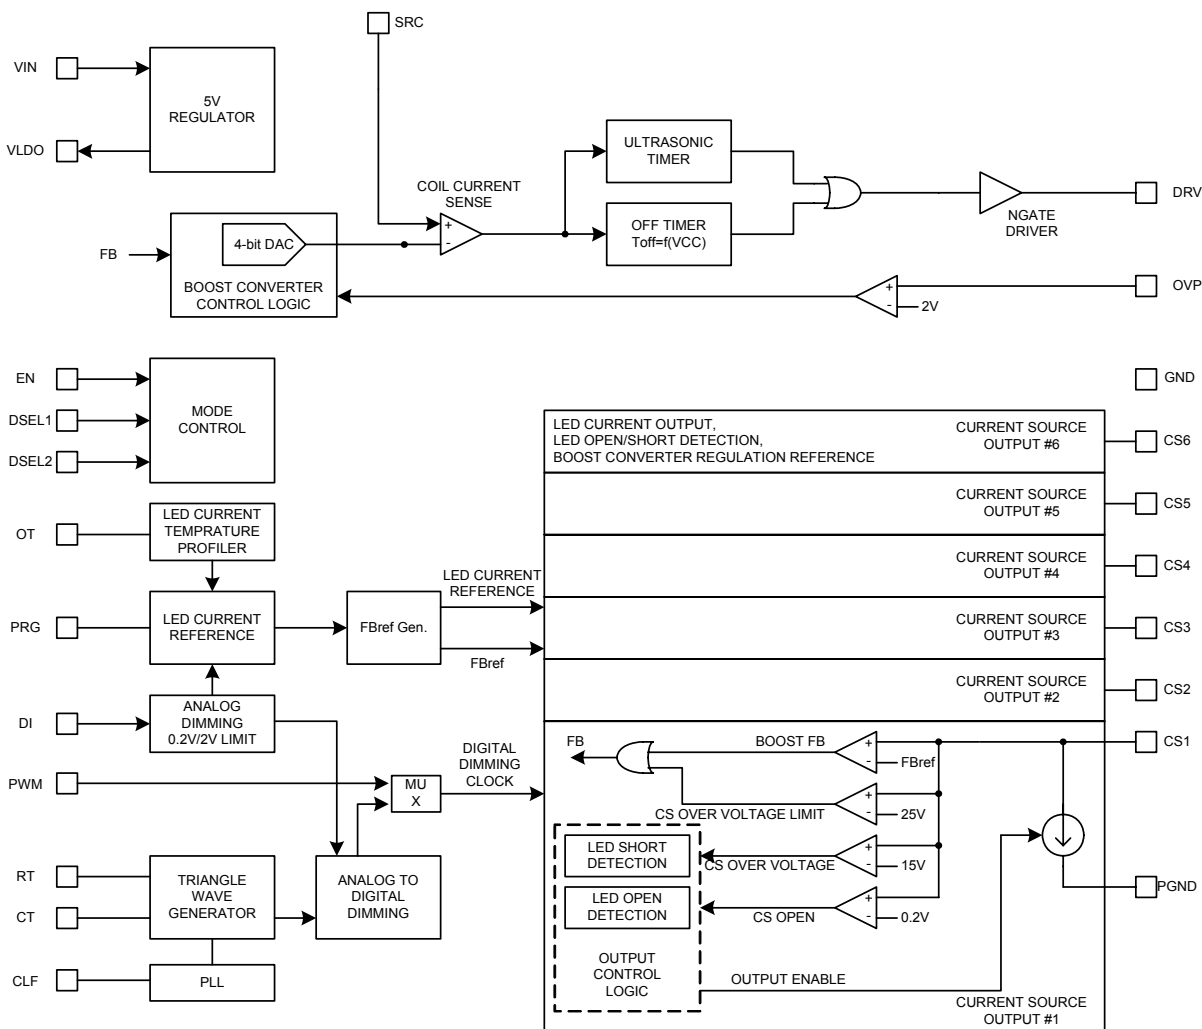 SRC
VIN
5V
REGULATOR
VLDO
ULTRASONIC
TIMER
COIL CURRENT
SENSE
+
-
DRV
NGATE
DRIVER
OFF TIMER
Toff=f(VCC)
FB
4-bit DAC
BOOST CONVERTER
CONTROL LOGIC
+
-
2V
OVP
EN
DSEL1
DSEL2
MODE
CONTROL
GND
LED CURRENT OUTPUT,
LED OPEN/SHORT DETECTION,
BOOST CONVERTER REGULATION REFERENCE
CURRENT SOURCE
OUTPUT #6
CS6
CURRENT SOURCE
OUTPUT #5
CS5
OT
LED CURRENT
TEMPRATURE
PROFILER
CURRENT SOURCE
OUTPUT #4
CS4
PRG
LED CURRENT
REFERENCE
FBref Gen.
LED CURRENT
REFERENCE
FBref
CURRENT SOURCE
OUTPUT #3
CS3
CURRENT SOURCE
OUTPUT #2
CS2
DI
ANALOG
DIMMING
0.2V/2V LIMIT
PWM
MU
X
DIGITAL
DIMMING
CLOCK
FB
BOOST FB
+
-
FBref
CS1
CS OVER VOLTAGE LIMIT
+
-
25V
LED SHORT
DETECTION
CS OVER VOLTAGE
+
-
15V
LED OPEN
DETECTION
CS OPEN
+
-
0.2V
PGND
RT
CT
TRIANGLE
WAVE
GENERATOR
ANALOG TO
DIGITAL
DIMMING
CLF
PLL
OUTPUT
CONTROL
LOGIC
OUTPUT ENABLE
CURRENT SOURCE
OUTPUT #1